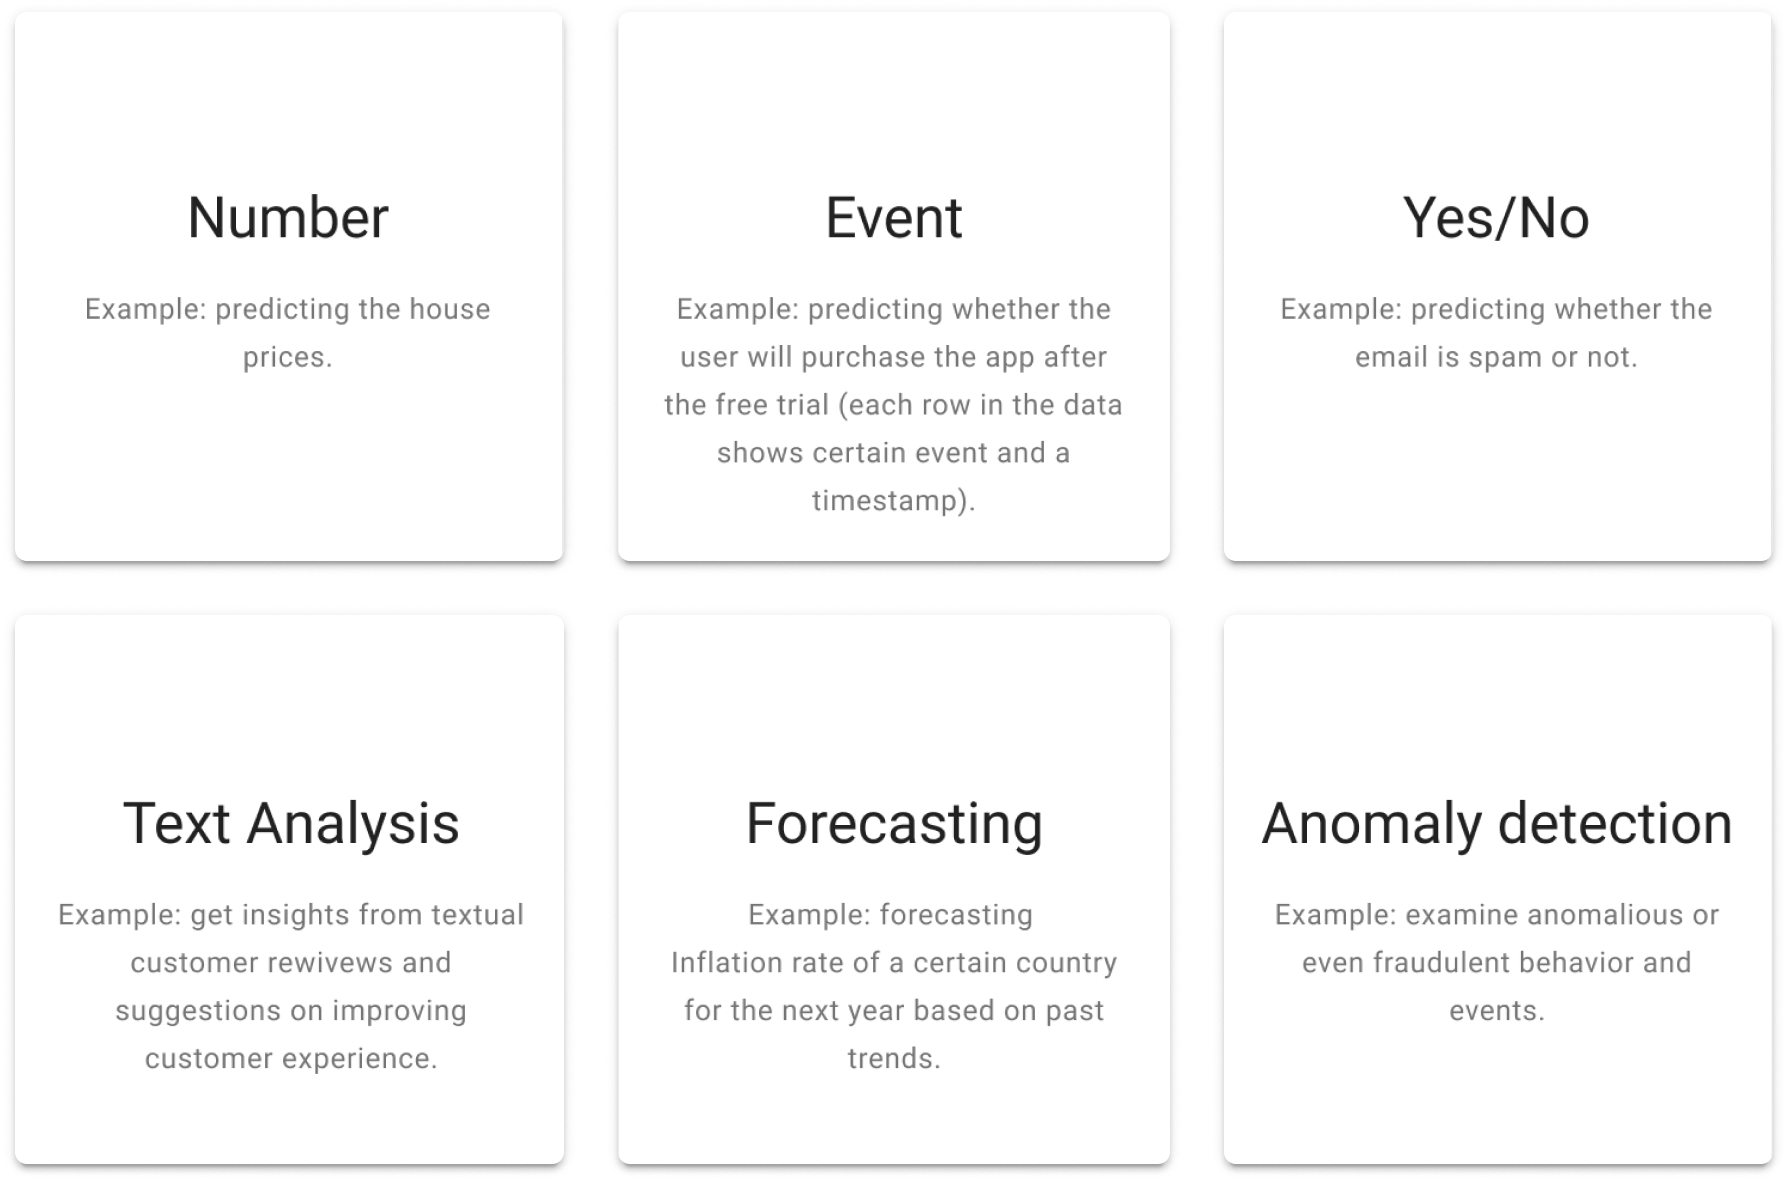 Number
Example: predicting the house
prices.
Event
Example: predicting whether the
user will purchase the app after
the free trial (each row in the data
shows certain event and a
timestamp).
Yes/No
Example: predicting whether the
email is spam or not.
Text Analysis
Example: get insights from textual
customer rewivews and
suggestions on improving
customer experience.
Forecasting
Example: forecasting
Inflation rate of a certain country
for the next year based on past
trends.
Anomaly detection
Example: examine anomalious or
even fraudulent behavior and
events.